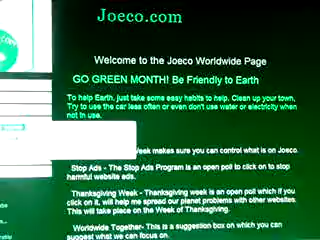 Joeco.com
Welcome to the Joeco Worldwide Page
GO GREEN MONTH! Be Friendly to Earth
To help Earth, just take some easy habits to help. Clean up your town,
Try to use the car less often or even don't use water or electricity when
not in use.
Week makes sure you can control what is on Joeco.
Stop Ads - The Stop Ads Program is an open poll to click on to stop
harmful website ads.
Thanksgiving Week - Thanksgiving week is an open poll which if you
click on it, will help me spread our planet problems with other websites.
This will take place on the Week of Thanksgiving.
Worldwide Together- This is a suggestion box on which you can
suggest what we can focus on.